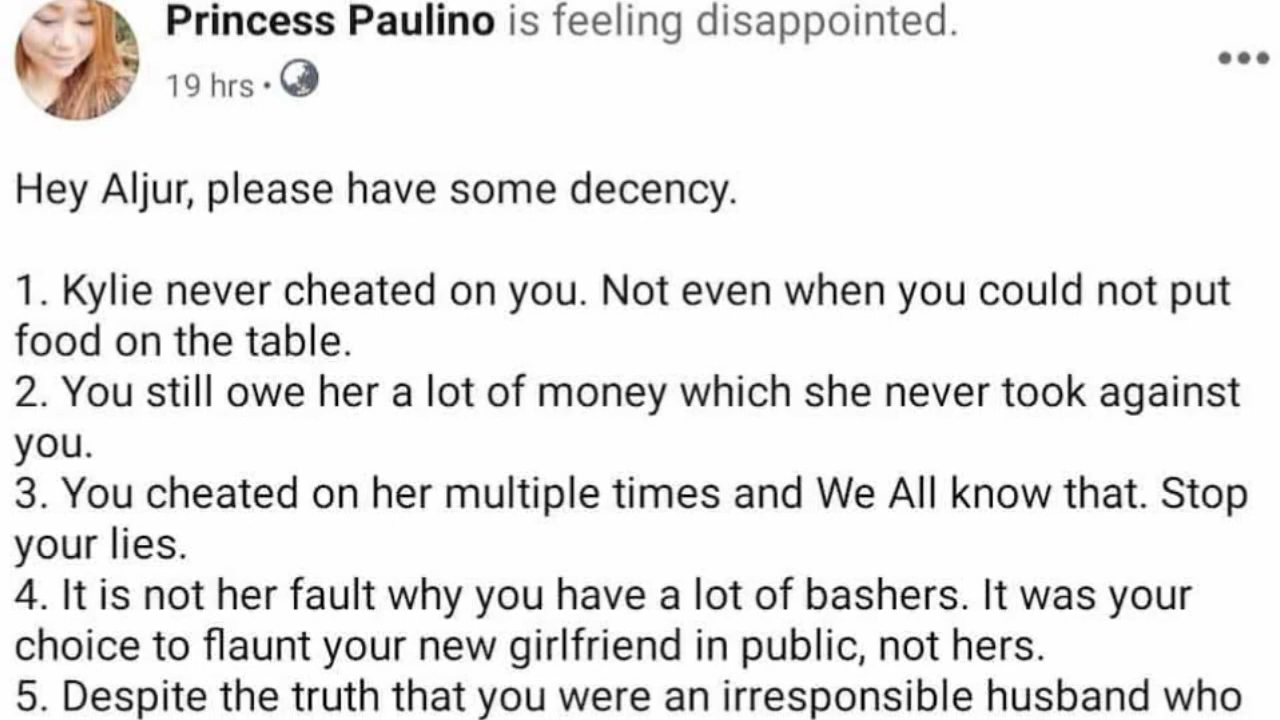 Princess Paulino is feeling disappointed.
19 hrs •
Hey Aljur, please have some decency.
1. Kylie never cheated on you. Not even when you could not put
food on the table.
2. You still owe her a lot of money which she never took against
you.
3. You cheated on her multiple times and We All know that. Stop
your lies.
4. It is not her fault why you have a lot of bashers. It was your
choice to flaunt your new girlfriend in public, not hers.
5. Despite the truth that you were an irresponsible husband who